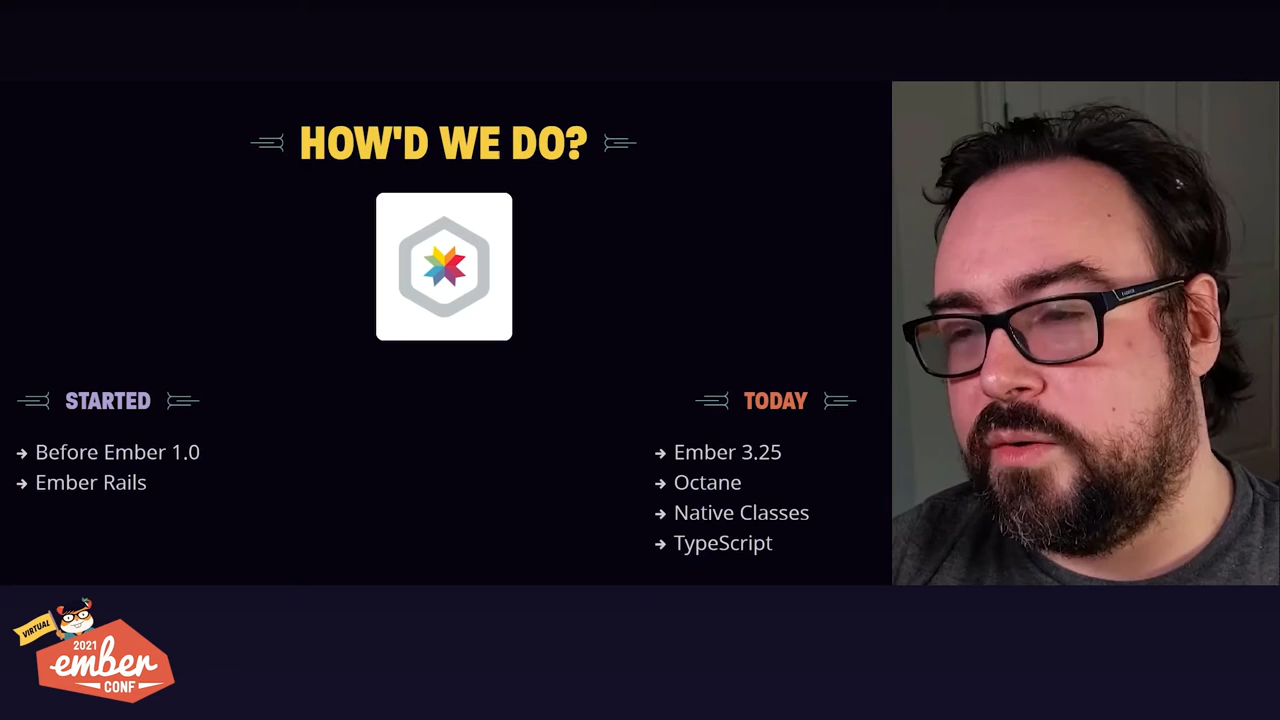 HOW'D WE DO?
STARTED
→ Before Ember 1.0
→ Ember Rails
TODAY
→ Ember 3.25
→ Octane
→ Native Classes
→ TypeScript
VIRTUAL
2021
ember
CONF